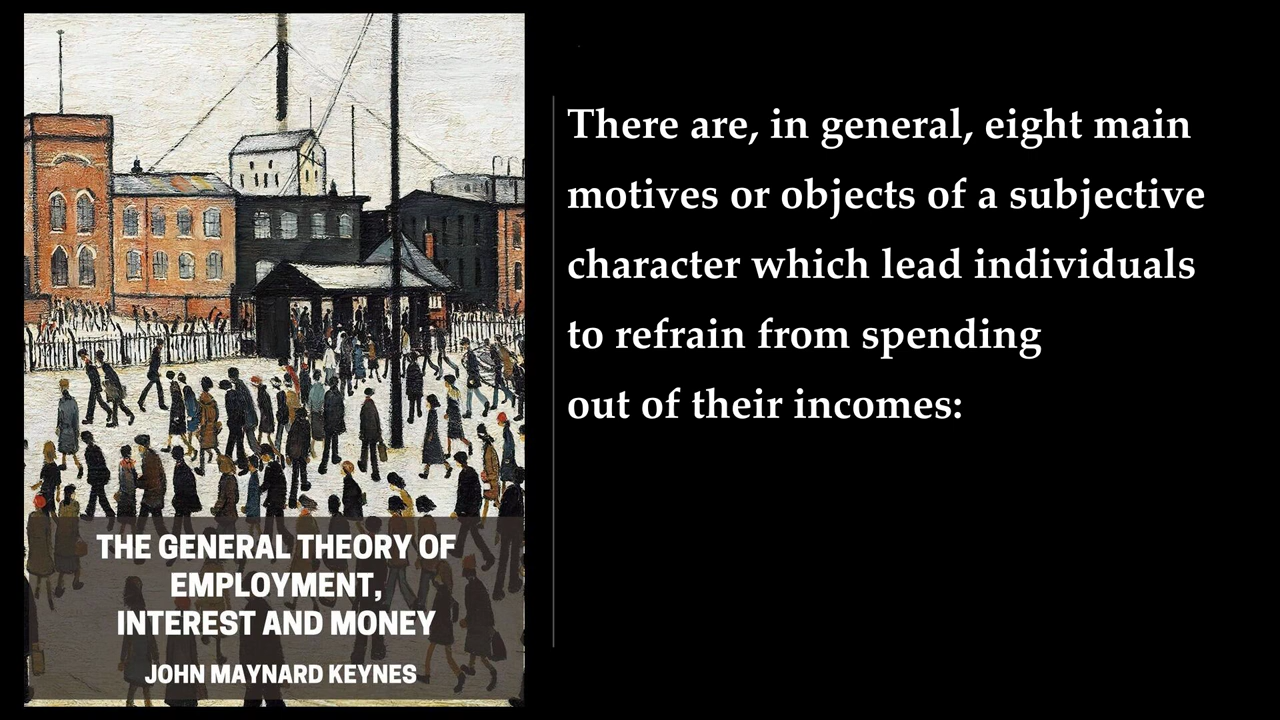 There are, in general, eight main
motives or objects of a subjective
character which lead individuals
to refrain from spending
out of their incomes:
THE GENERAL THEORY OF
EMPLOYMENT,
INTEREST AND MONEY
JOHN MAYNARD KEYNES